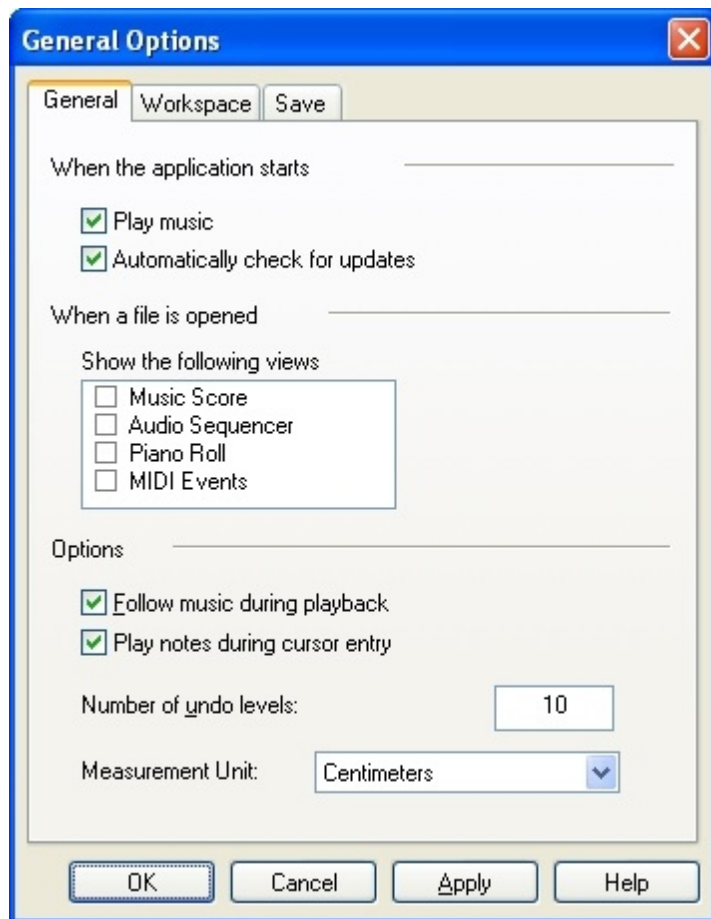 General Options
General Workspace Save
When the application starts
Play music
Automatically check for updates
When a file is opened
Show the following views
Music Score
Audio Sequencer
Piano Roll
MIDI Events
Options
Follow music during playback
Play notes during cursor entry
Number of undo levels: 10
Measurement Unit: Centimeters
OK Cancel Apply Help